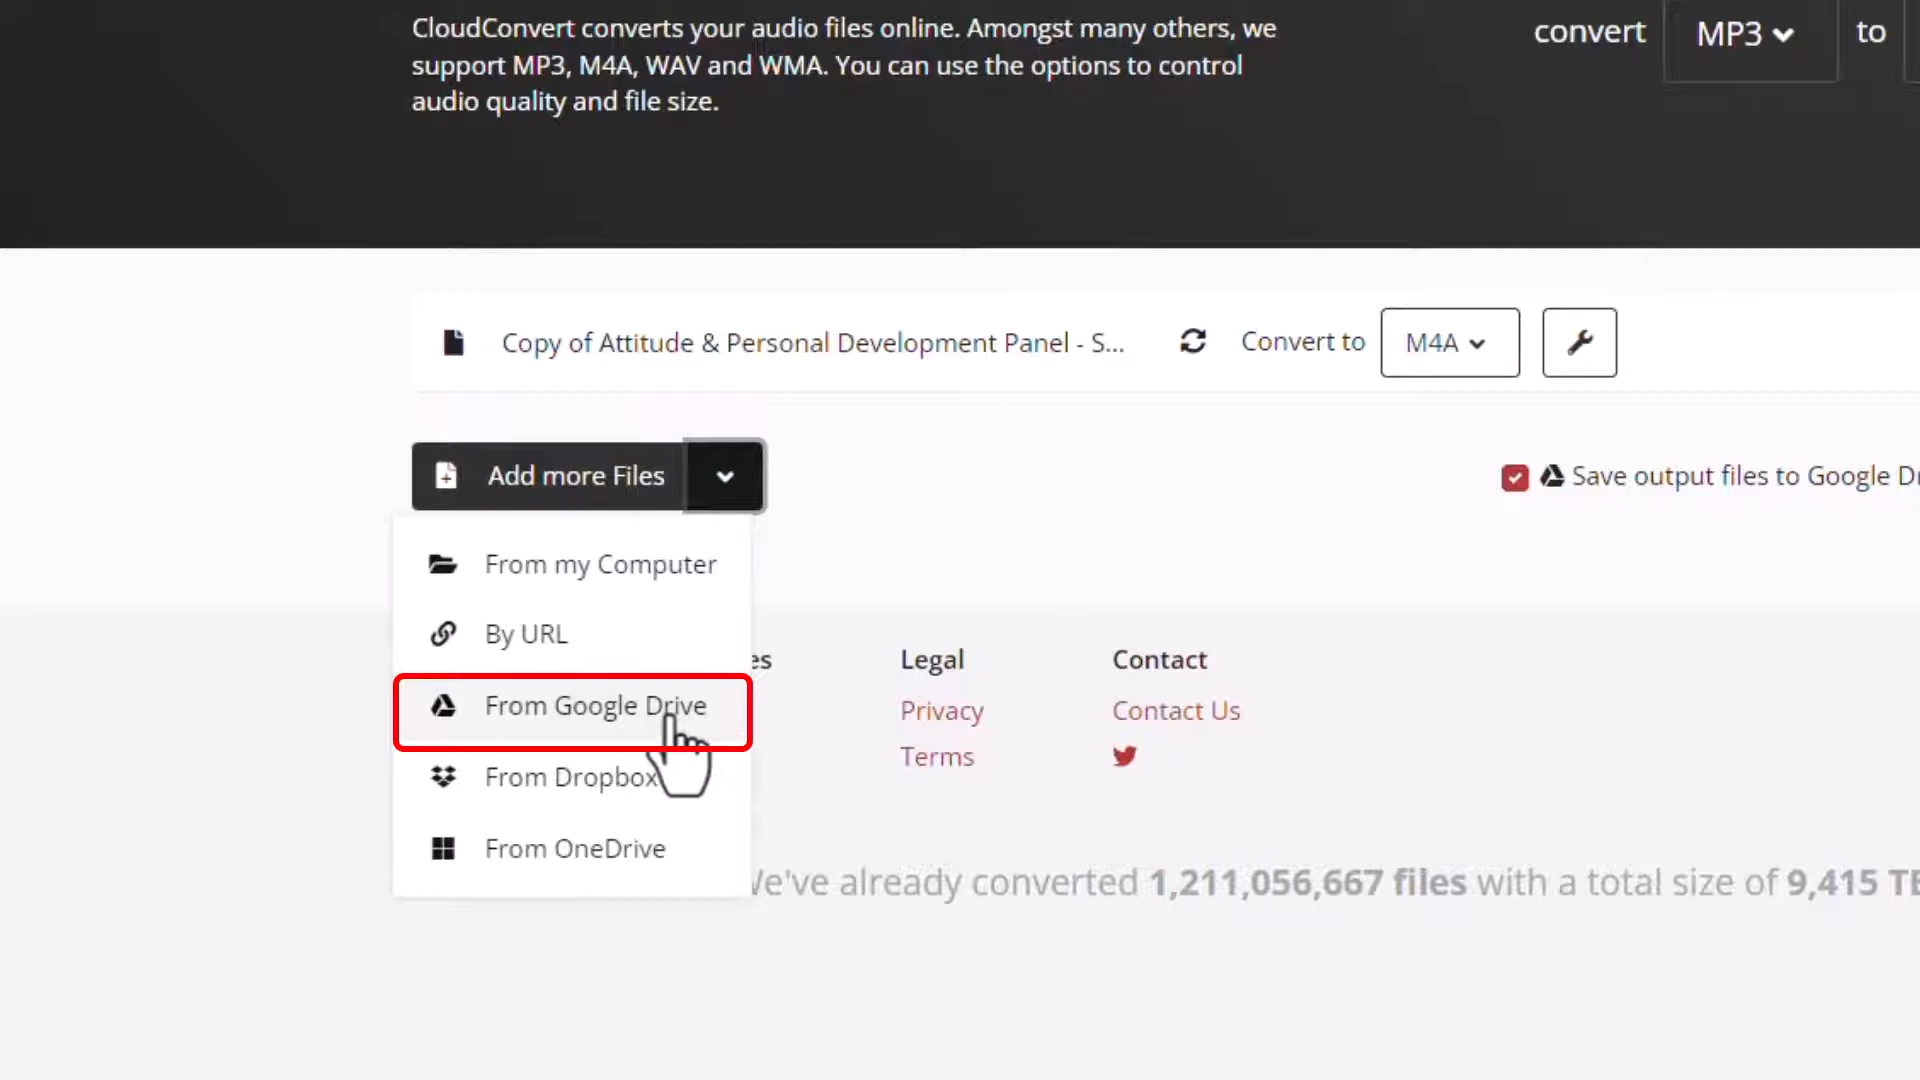 CloudConvert converts your audio files online. Amongst many others, we
support MP3, M4A, WAV and WMA. You can use the options to control
audio quality and file size.
convert MP3 to
Copy of Attitude & Personal Development Panel - S... Convert to M4A
Add more Files
Save output files to Google Dr
From my Computer
By URL
From Google Drive
From Dropbox
From OneDrive
es
Legal
Privacy
Terms
Contact
Contact Us
We've already converted 1,211,056,667 files with a total size of 9,415 TB